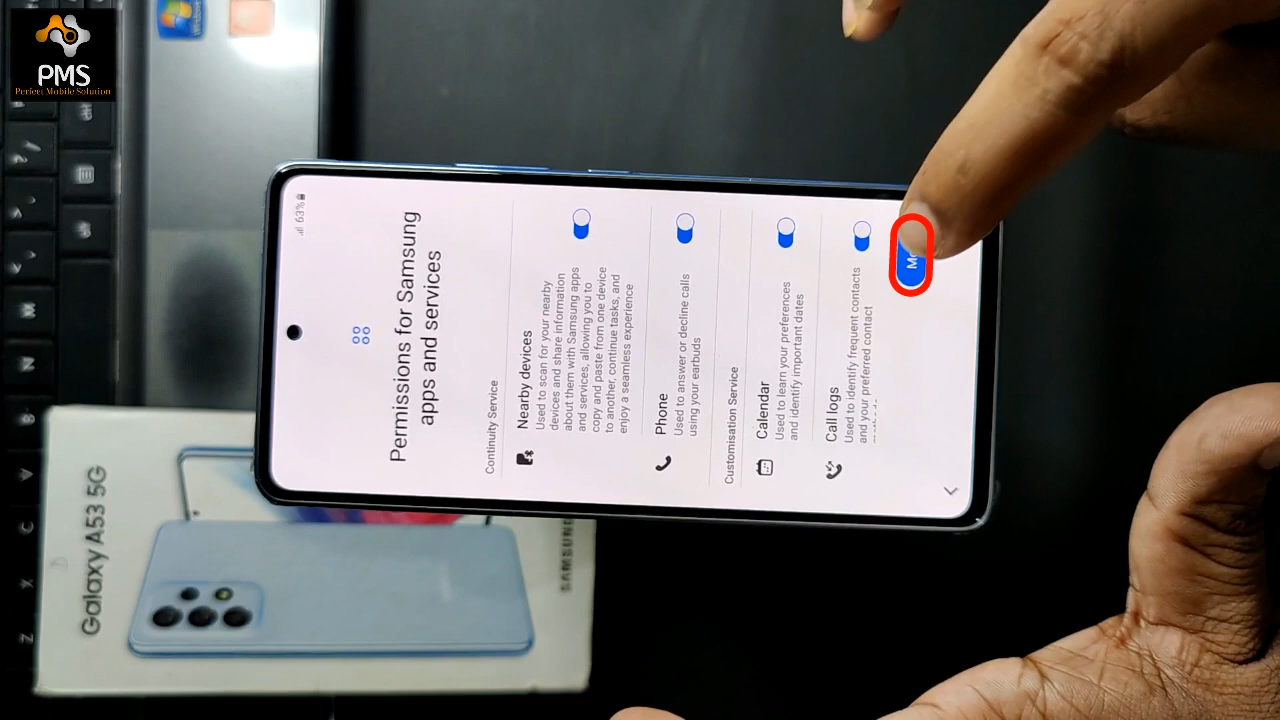 PMS
Perfect Mobile Solution
63%
Permissions for Samsung
apps and services
Continuity Service
Nearby devices
Used to scan for your nearby
devices and share information
about them with Samsung apps
and services, allowing you to
copy and paste from one device
to another, continue tasks, and
enjoy a seamless experience
Phone
Used to answer or decline calls
using your earbuds
Customisation Service
Calendar
Used to learn your preferences
and identify important dates
Call logs
Used to identify frequent contacts
and your preferred contact
Galaxy A53 5G
SAMSUNG
M
N
B
V
C
X
Z